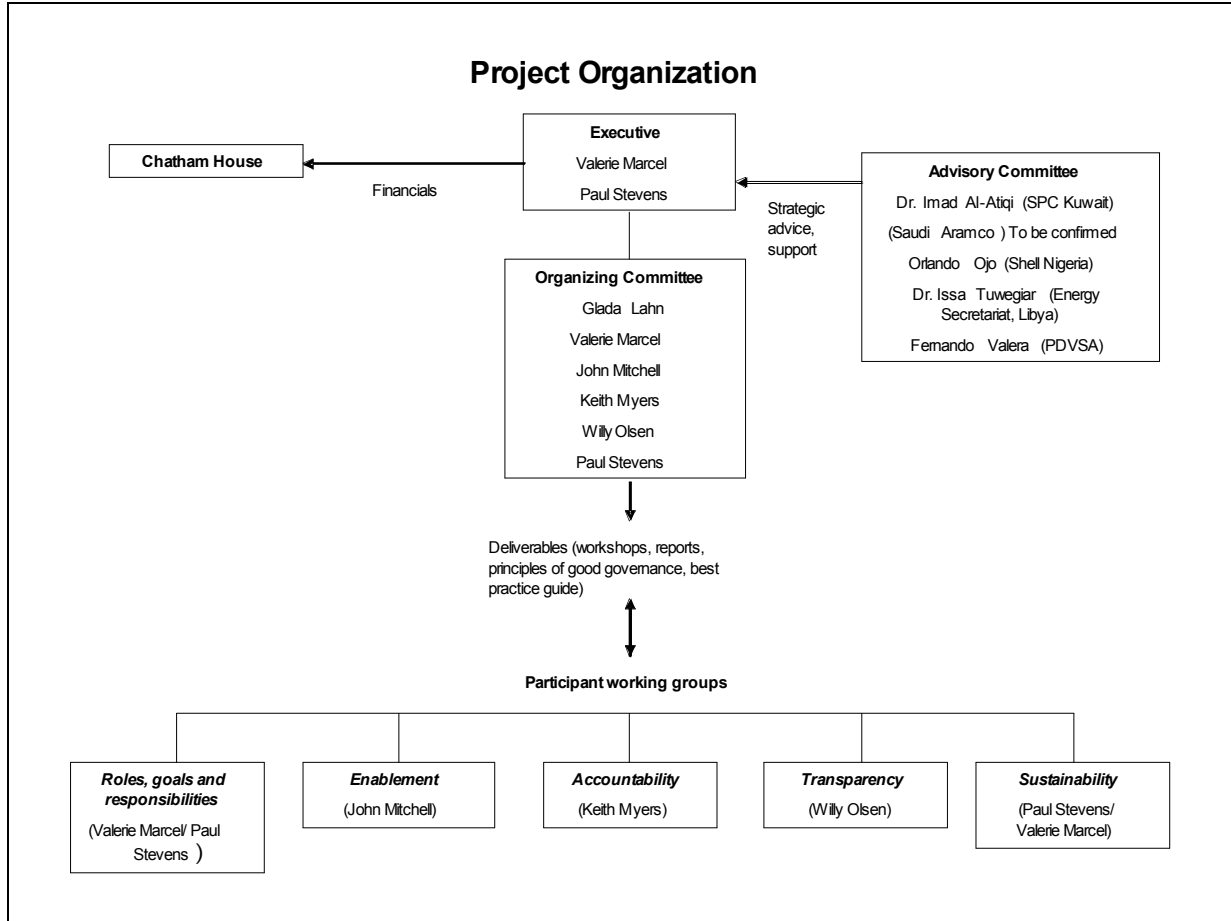 Project Organization
Executive
Valerie Marcel
Paul Stevens
Chatham House
Financials
Strategic
advice,
support
Advisory Committee
Dr. Imad Al-Atiqi (SPC Kuwait)
(Saudi Aramco ) To be confirmed
Orlando Ojo (Shell Nigeria)
Dr. Issa Tuwegiar (Energy
Secretariat, Libya)
Fernando Valera (PDVSA)
Organizing Committee
Glada Lahn
Valerie Marcel
John Mitchell
Keith Myers
Willy Olsen
Paul Stevens
Deliverables (workshops, reports,
principles of good governance, best
practice guide)
Participant working groups
Roles, goals and
responsibilities
(Valerie Marcel/ Paul
Stevens )
Enablement
(John Mitchell)
Accountability
(Keith Myers)
Transparency
(Willy Olsen)
Sustainability
(Paul Stevens/
Valerie Marcel)